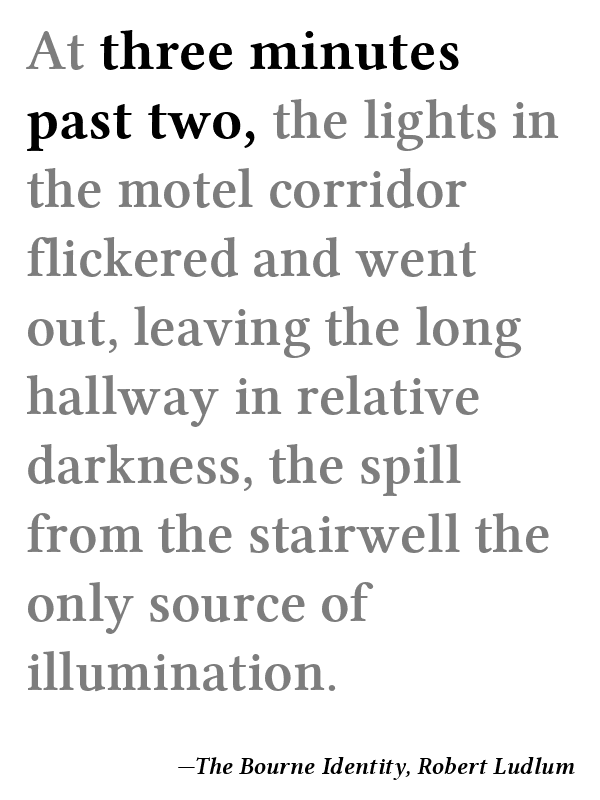 At three minutes
past two, the lights in
the motel corridor
flickered and went
out, leaving the long
hallway in relative
darkness, the spill
from the stairwell the
only source of
illumination.
—The Bourne Identity, Robert Ludlum